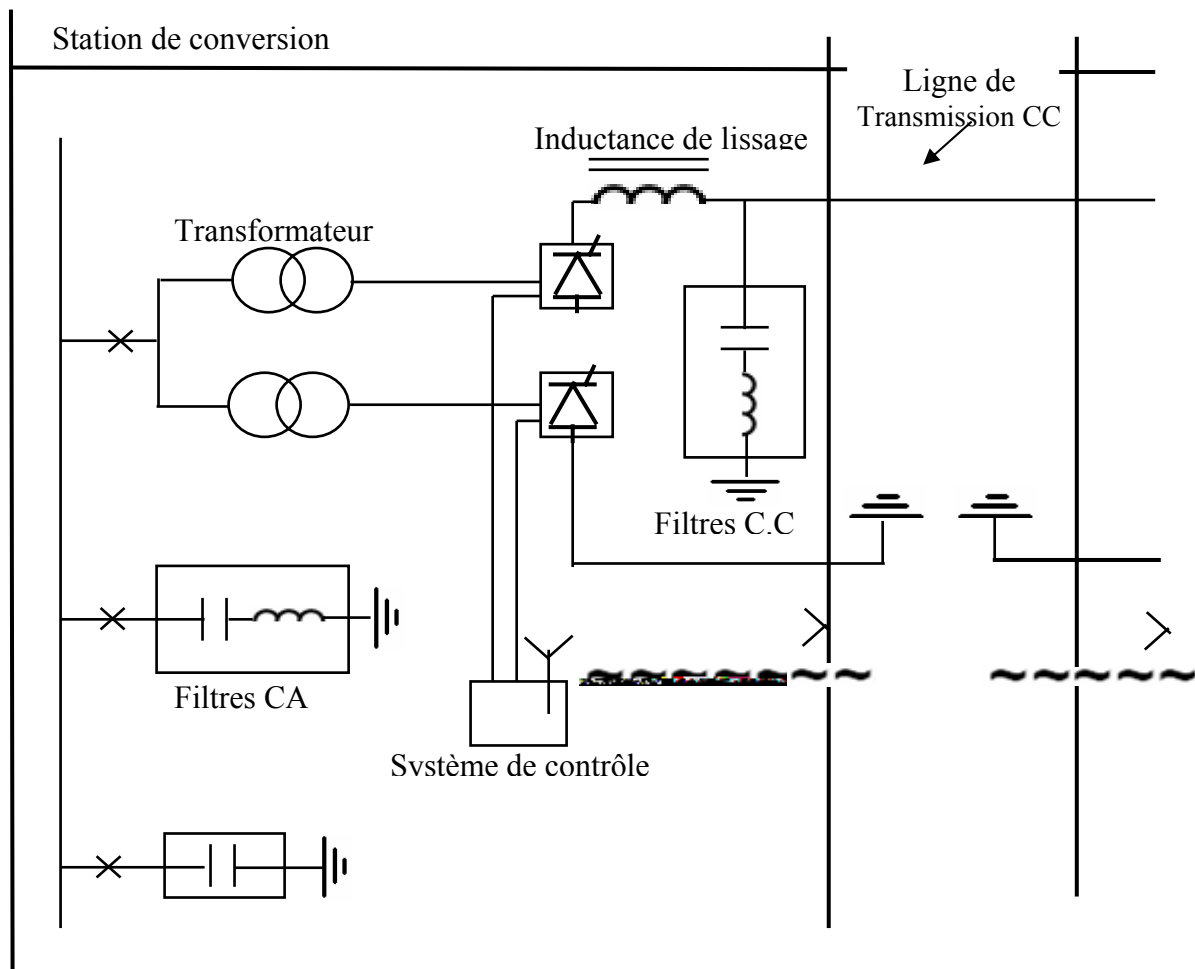 Station de conversion
Ligne de
Transmission CC
Inductance de lissage
Transformateur
Filtres C.C
Filtres CA
Système de contrôle